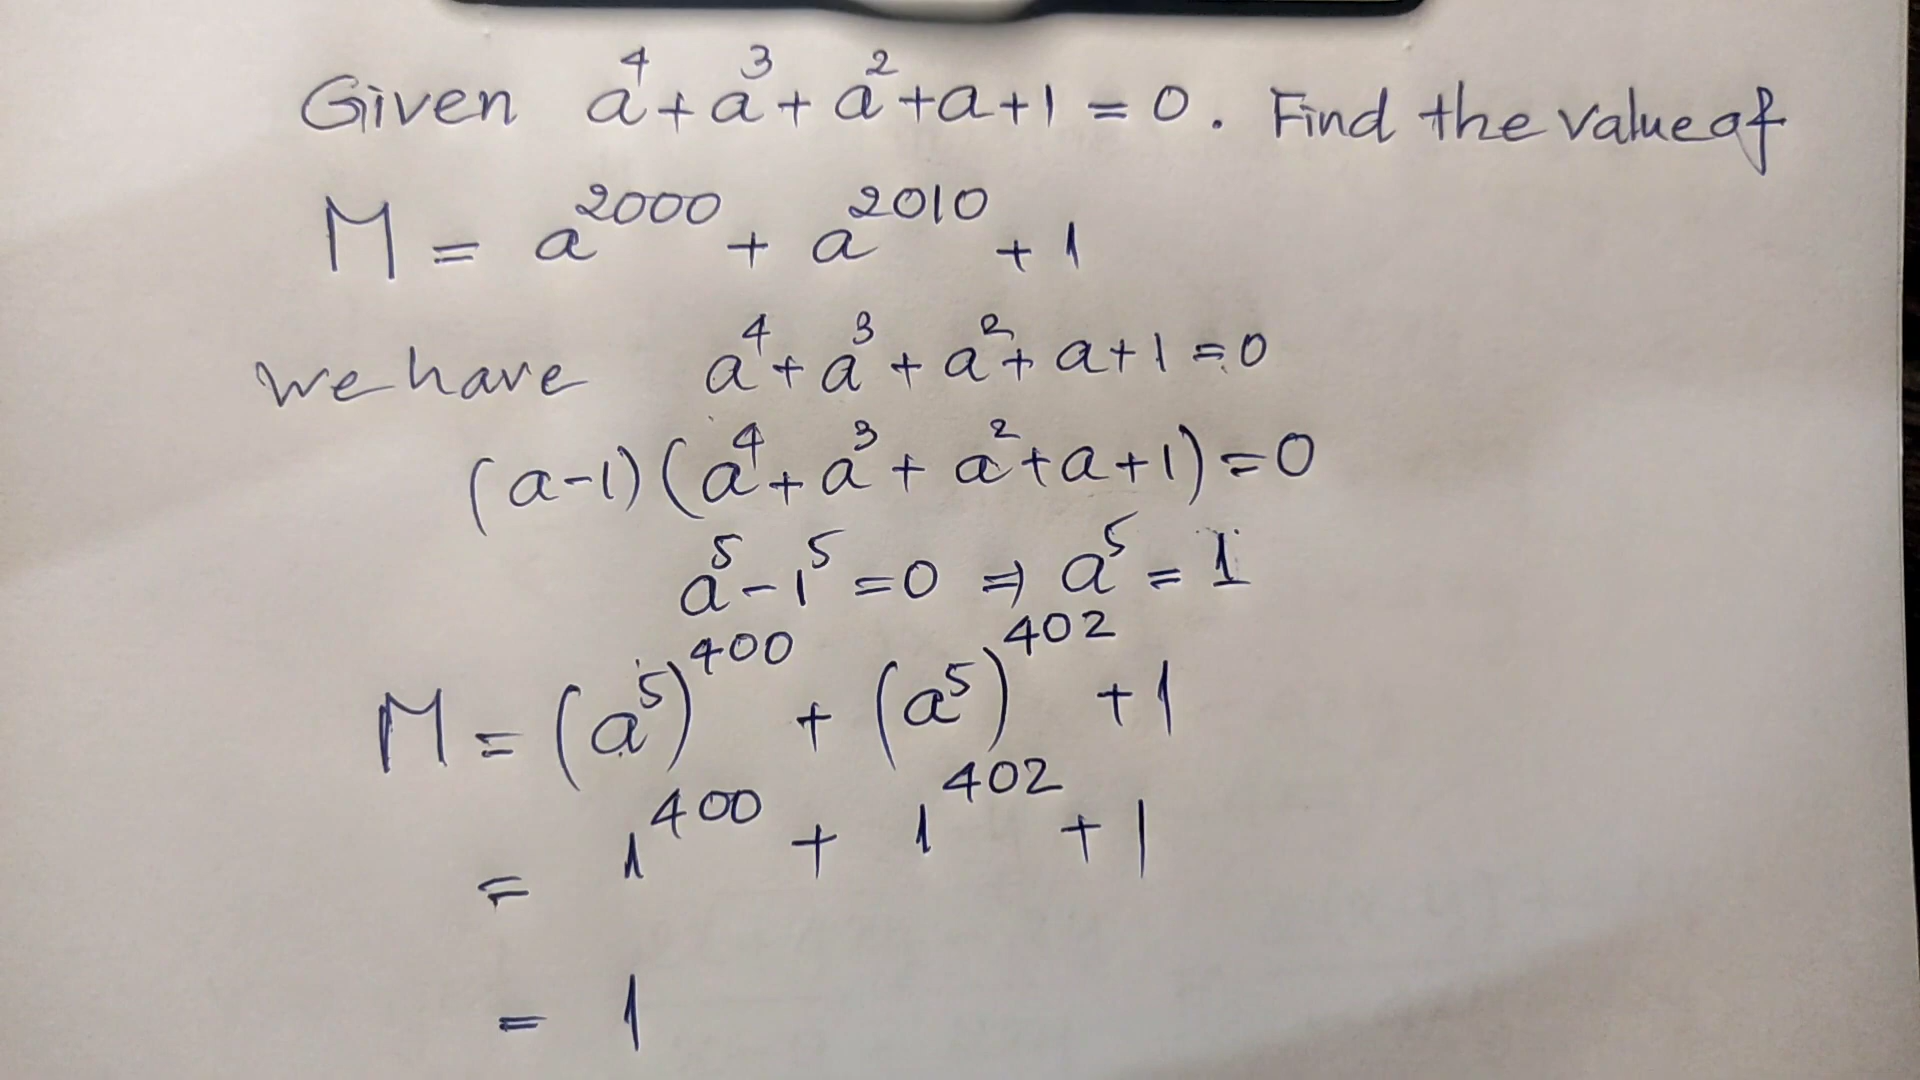 Given a⁴+a³+a²+a+1=0. Find the value of
M = a²⁰⁰⁰ + a²⁰¹⁰ + 1
we have a⁴+a³+a²+a+1=0
(a-1)(a⁴+a³+a²+a+1)=0
a⁵-1⁵=0 ⇒ a⁵=1
M = (a⁵)⁴⁰⁰ + (a⁵)⁴⁰² + 1
= 1⁴⁰⁰ + 1⁴⁰² + 1
= 1